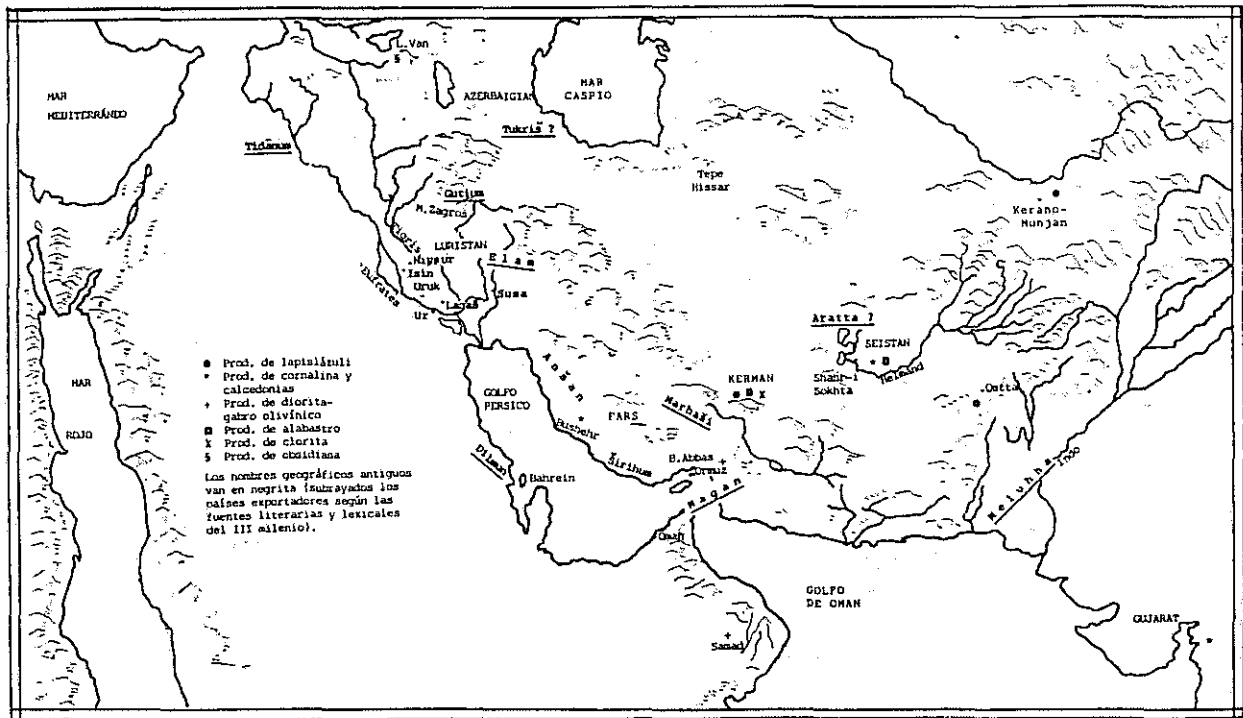 L.Van
§
MAR
MEDITERRÁNDO
AZERBAIGIAN
MAR
CASPIO
Tukriš ?
Tidanum
Tepe
Hissar
Gutium
M.Zagros
Kerano-
Munjan
Tigris
LURISTAN
Nippur
Elam
Isin
Uruk
Eufrates
Lagaš
Susa
Ur
Aratta ?
SEISTAN
Helmand
Shahr-i
Sokhta
Anšan
KERMAN
Quetta
MAR
ROJO
GOLFO
PERSICO
FARS
Marhaši
Bushehr
Širihum
B.Abbas
Ormuz
Dilmun
Bahrein
Magan
Meluhha
Indo
Oman
GOLFO
DE OMAN
GUJARAT
Samad
Prod. de lapislázuli
* Prod. de cornalina y
calcedonias
+ Prod. de diorita-
gabro olivínico
Prod. de alabastro
X Prod. de clorita
§ Prod. de obsidiana
Los nombres geográficos antiguos
van en negrita (subrayados los
países exportadores según las
fuentes literarias y lexicales
del III milenio).